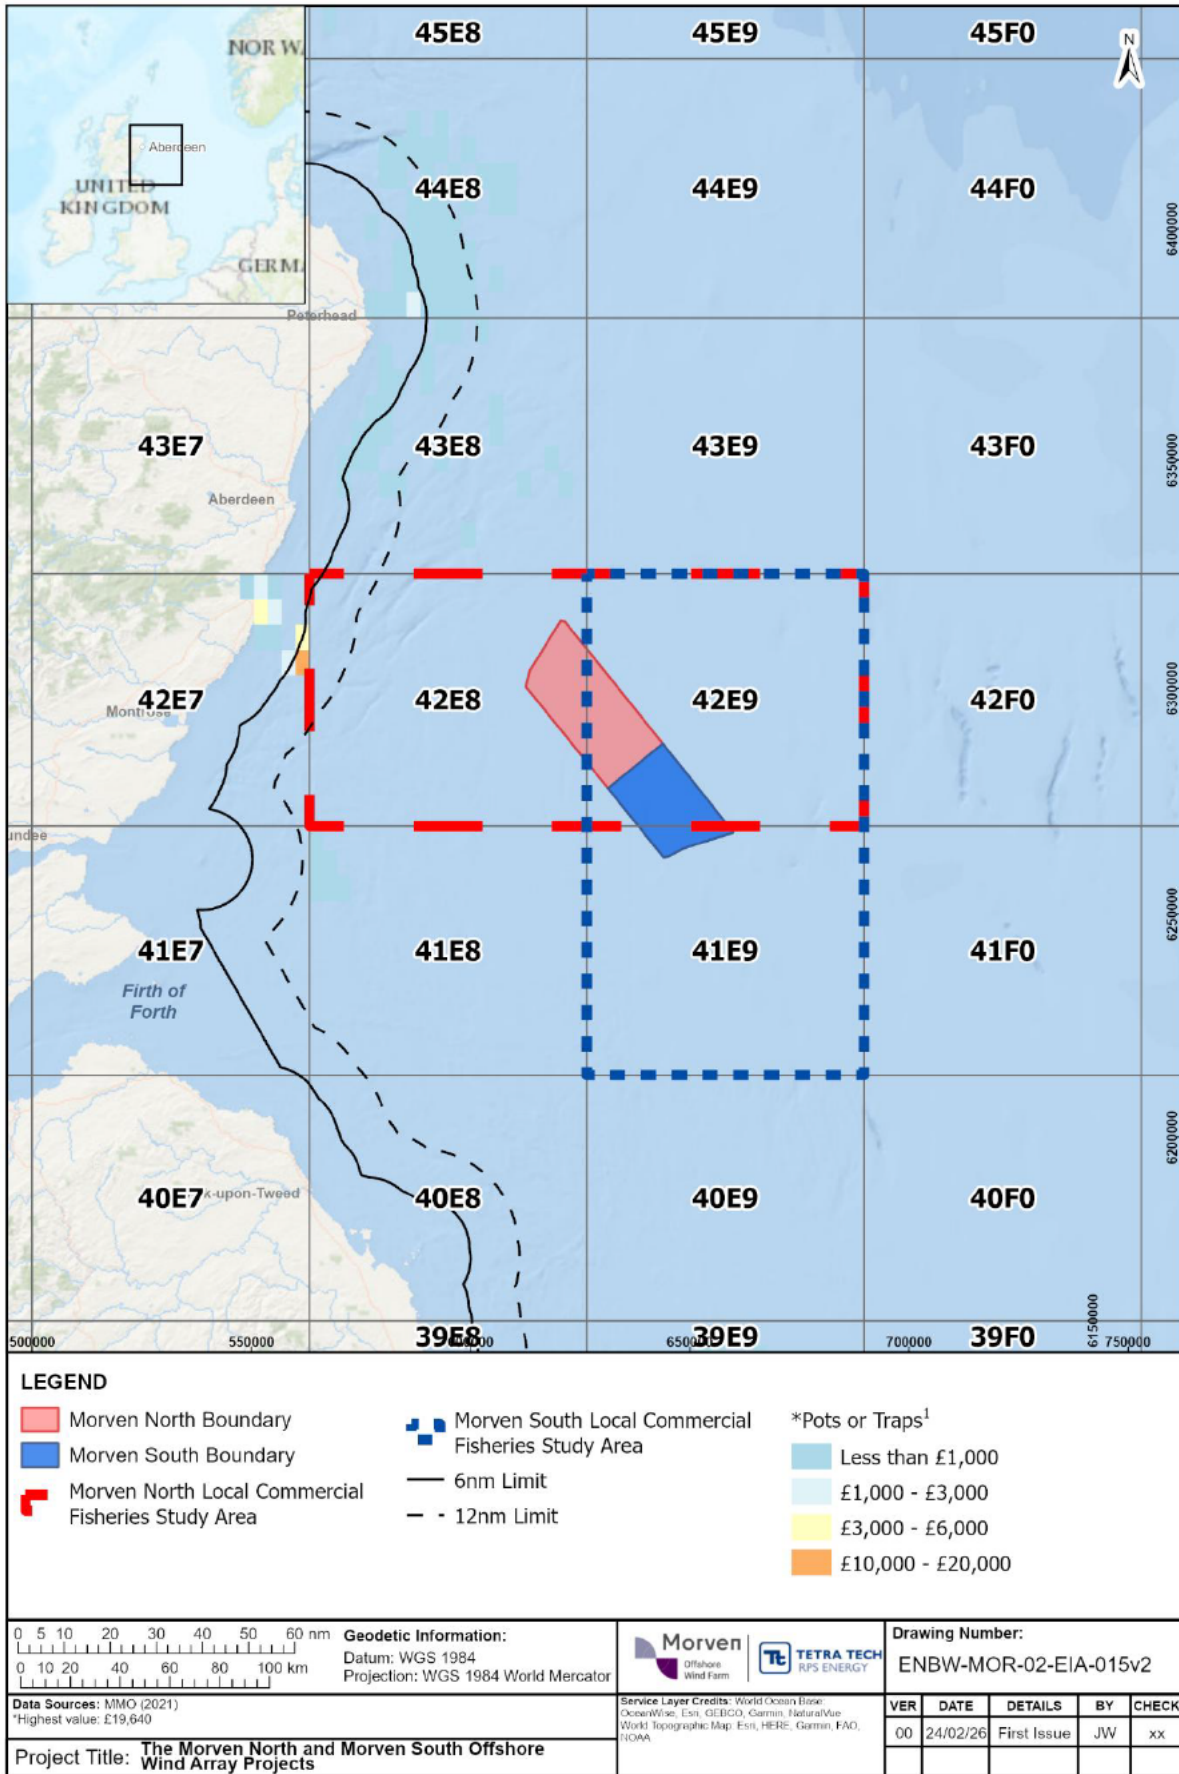 45E8
45E9
45F0
NOR W
N
Aberdeen
UNITED
KINGDOM
GERM
44E8
44E9
44F0
6400000
Peterhead
43E7
43E8
43E9
43F0
6350000
Aberdeen
42E7
42E8
42E9
42F0
6300000
Montrose
undee
6250000
41E7
41E8
41E9
41F0
Firth of
Forth
6200000
40E7
k-upon-Tweed
40E8
40E9
40F0
6150000
500000
550000
39E8
650000
39E9
700000
39F0
750000
LEGEND
Morven North Boundary
Morven South Boundary
Morven North Local Commercial
Fisheries Study Area
Morven South Local Commercial
Fisheries Study Area
6nm Limit
12nm Limit
*Pots or Traps¹
Less than £1,000
£1,000 - £3,000
£3,000 - £6,000
£10,000 - £20,000
0 5 10 20 30 40 50 60 nm
0 10 20 40 60 80 100 km
Geodetic Information:
Datum: WGS 1984
Projection: WGS 1984 World Mercator
Morven
Offshore
Wind Farm
Tt TETRA TECH
RPS ENERGY
Drawing Number:
ENBW-MOR-02-EIA-015v2
Data Sources: MMO (2021)
*Highest value: £19,640
Service Layer Credits: World Ocean Base:
OceanWise, Esri, GEBCO, Garmin, NaturalVue
World Topographic Map: Esri, HERE, Garmin, FAO,
NOAA
VER DATE DETAILS BY CHECK
00 24/02/26 First Issue JW xx
Project Title: The Morven North and Morven South Offshore
Wind Array Projects